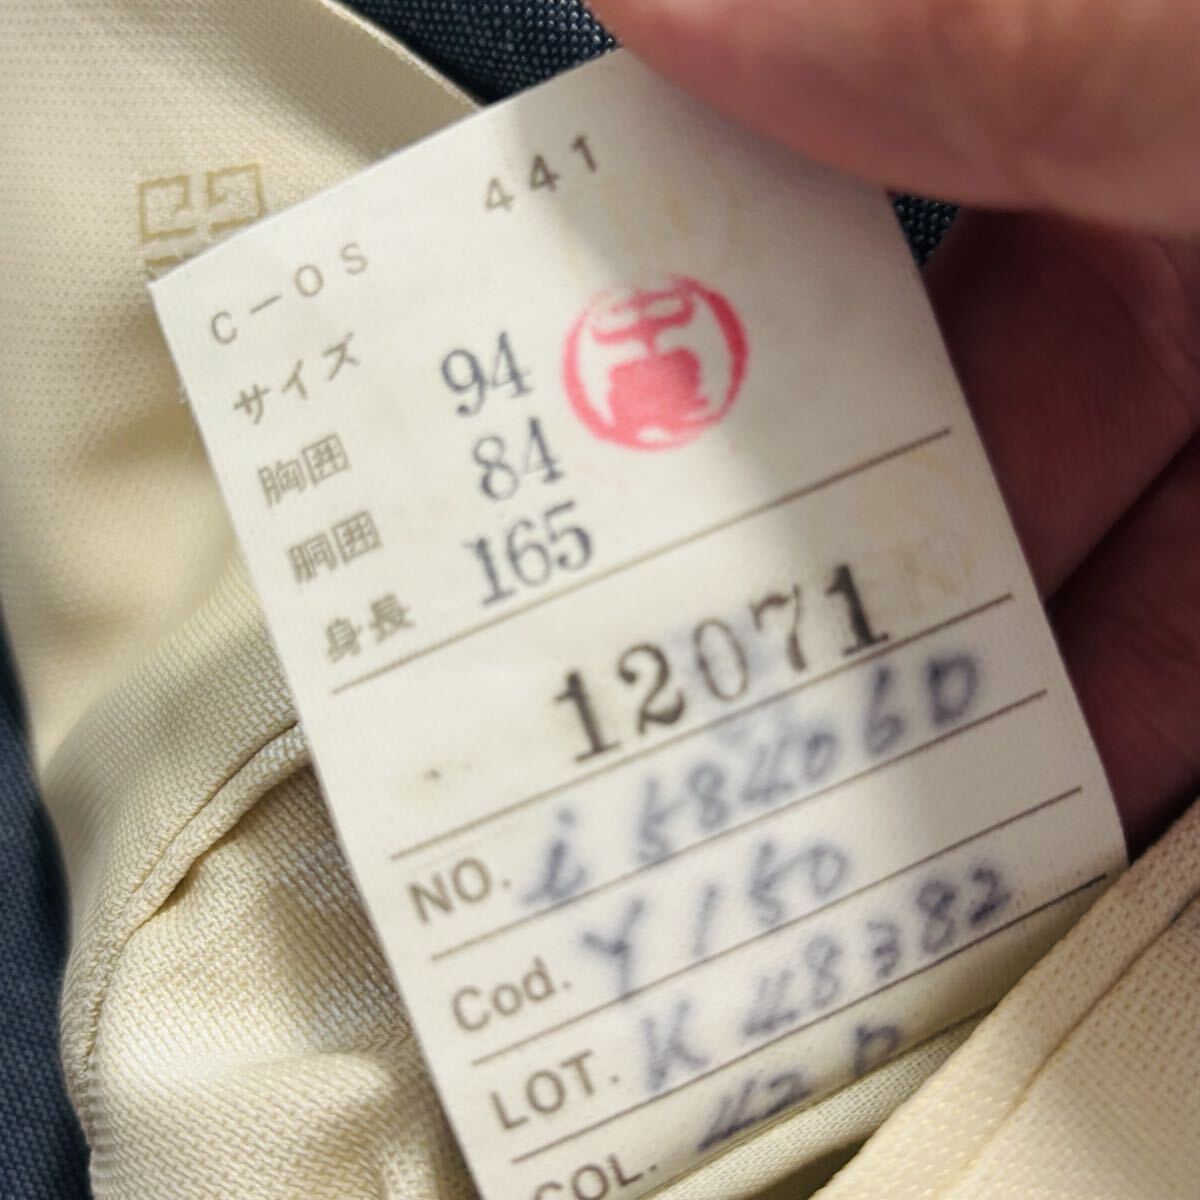 C-OS 441
サイズ
胸囲 94
胴囲 84
身長 165
12071
NO. i584060
Cod. Y150
LOT. K48382
COL. 42